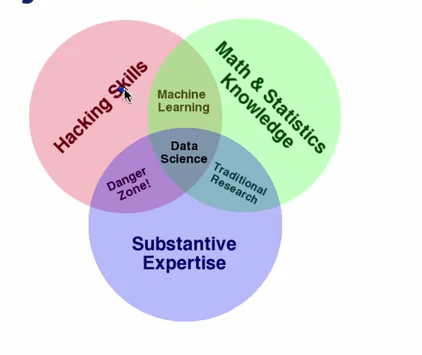 Hacking Skills
Math & Statistics
Knowledge
Machine
Learning
Data
Science
Danger
Zone!
Traditional
Research
Substantive
Expertise